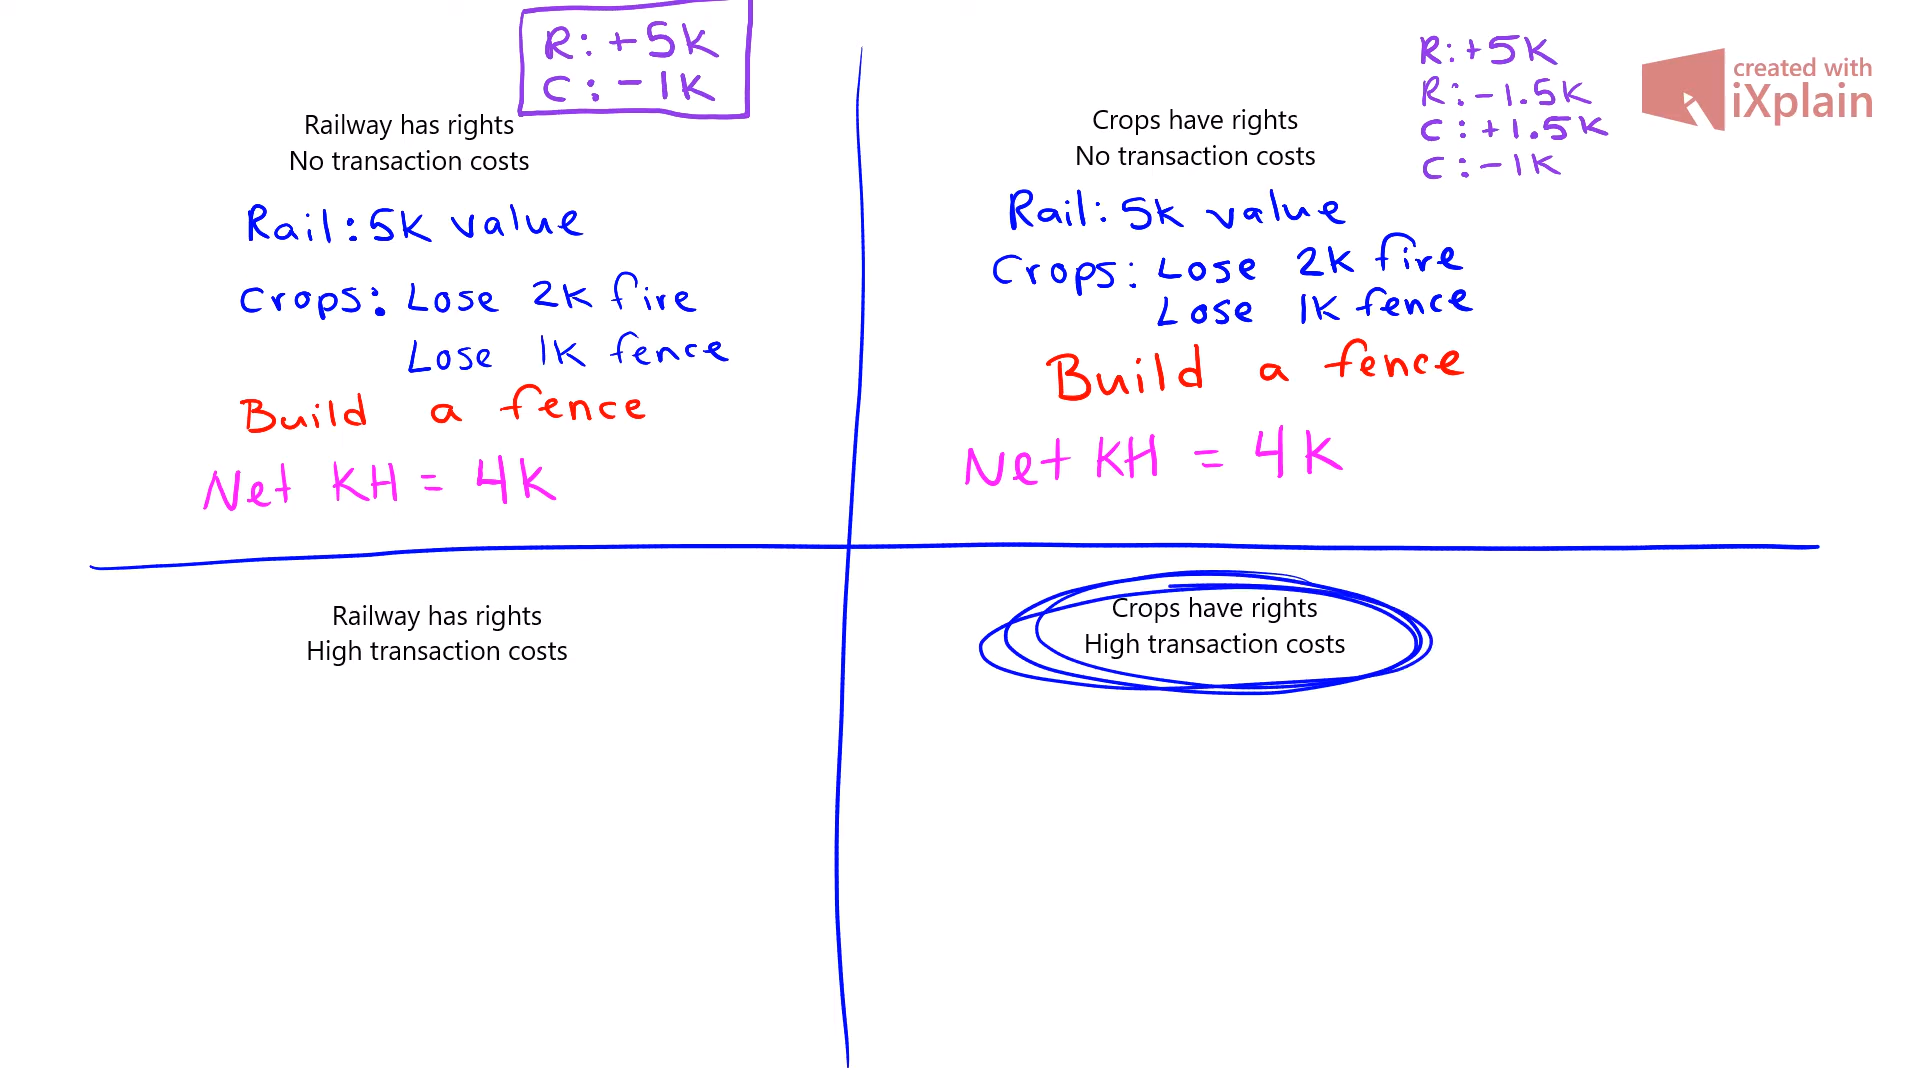 R: +5K
C: -1K
Railway has rights
No transaction costs
Rail: 5K value
Crops: Lose 2K fire
Lose 1K fence
Build a fence
Net KH = 4K
R: +5K
R: -1.5K
C: +1.5K
C: -1K
created with
iXplain
Crops have rights
No transaction costs
Rail: 5K value
Crops: Lose 2K fire
Lose 1K fence
Build a fence
Net KH = 4K
Railway has rights
High transaction costs
Crops have rights
High transaction costs